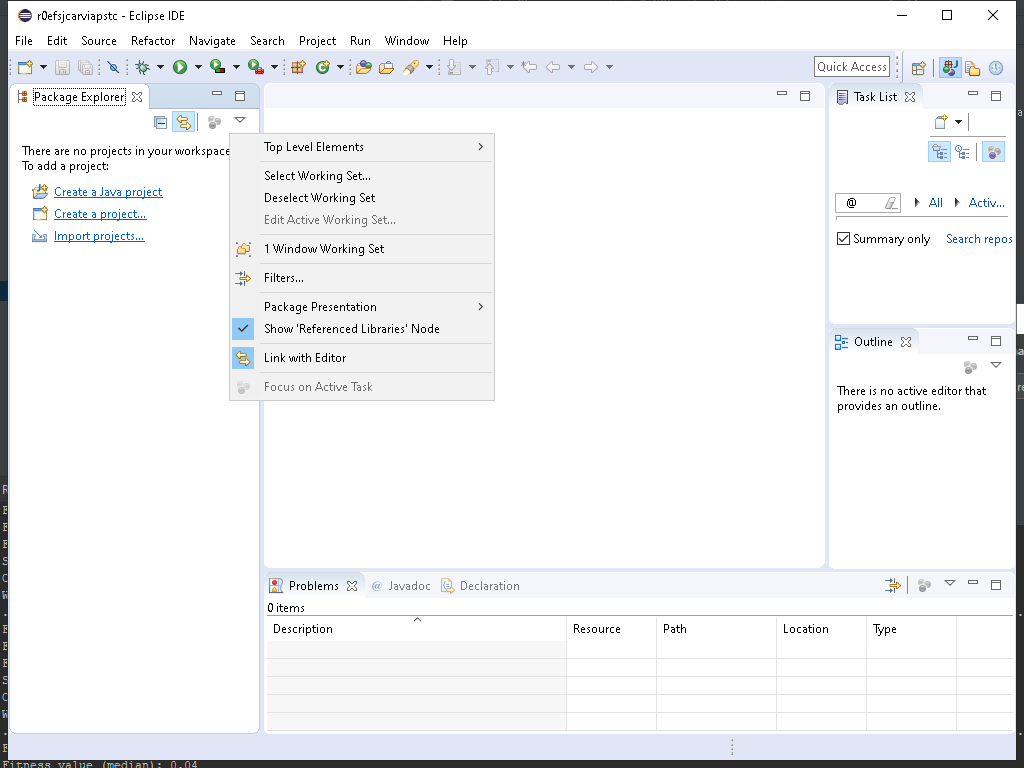 r0efsjcarviapstc - Eclipse IDE
File Edit Source Refactor Navigate Search Project Run Window Help
Quick Access
Package Explorer
Task List
There are no projects in your workspace
To add a project:
Create a Java project
Create a project...
Import projects...
Top Level Elements
Select Working Set...
Deselect Working Set
Edit Active Working Set...
1 Window Working Set
Filters...
Package Presentation
Show 'Referenced Libraries' Node
Link with Editor
Focus on Active Task
@ All Activ...
Summary only Search repos
Outline
There is no active editor that
provides an outline.
Problems @ Javadoc Declaration
0 items
Description Resource Path Location Type
Fitness value (median): 0.04